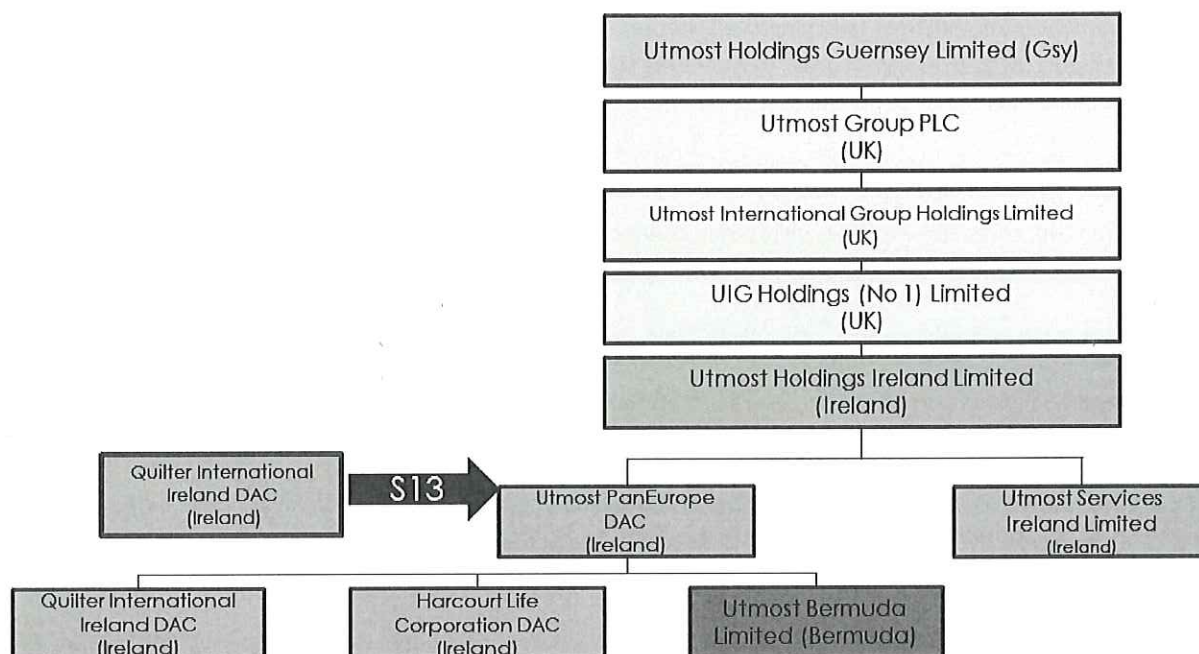 Utmost Holdings Guernsey Limited (Gsy)
Utmost Group PLC
(UK)
Utmost International Group Holdings Limited
(UK)
UIG Holdings (No 1) Limited
(UK)
Utmost Holdings Ireland Limited
(Ireland)
Quilter International
Ireland DAC
(Ireland)
S13
Utmost PanEurope
DAC
(Ireland)
Utmost Services
Ireland Limited
(Ireland)
Quilter International
Ireland DAC
(Ireland)
Harcourt Life
Corporation DAC
(Ireland)
Utmost Bermuda
Limited (Bermuda)